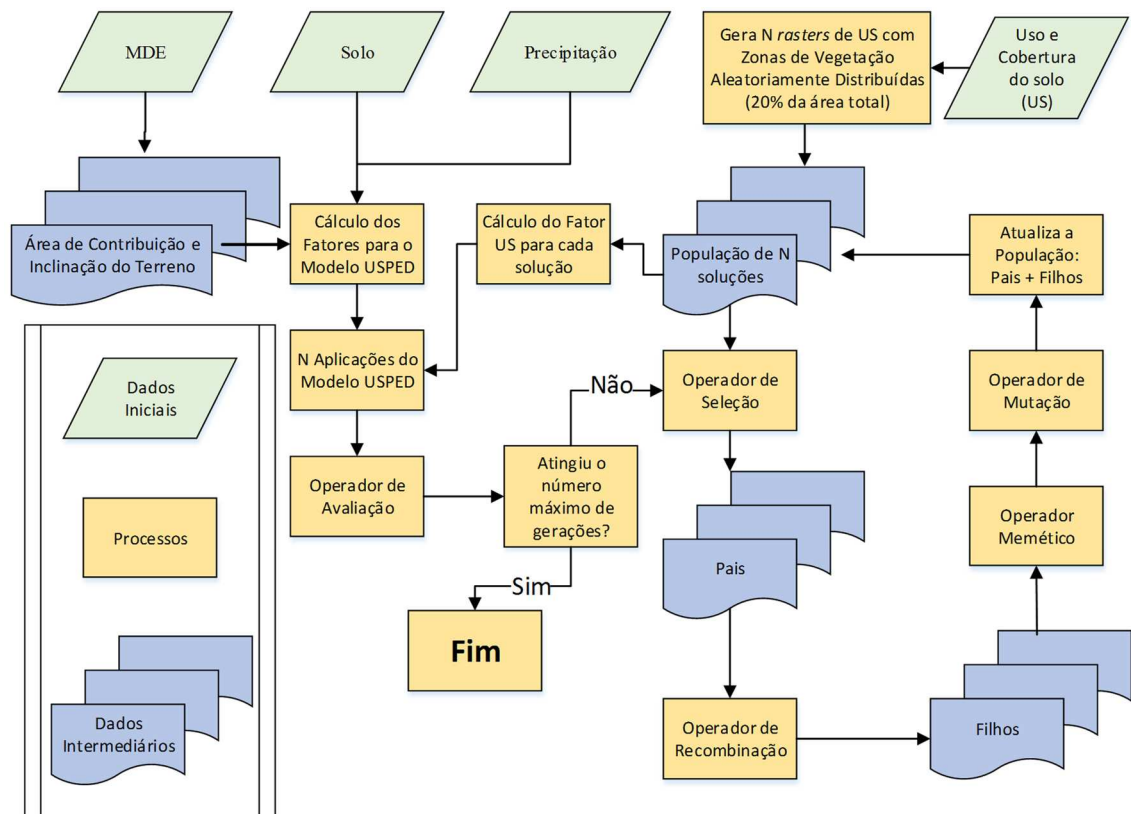 MDE
Solo
Precipitação
Gera N rasters de US com
Zonas de Vegetação
Aleatoriamente Distribuídas
(20% da área total)
Uso e
Cobertura
do solo
(US)
Área de Contribuição e
Inclinação do Terreno
Cálculo dos
Fatores para o
Modelo USPED
Cálculo do Fator
US para cada
solução
População de N
soluções
Atualiza a
População:
Pais + Filhos
N Aplicações do
Modelo USPED
Não
Operador de
Seleção
Operador de
Mutação
Dados
Iniciais
Operador de
Avaliação
Atingiu o
número
máximo de
gerações?
Operador
Memético
Processos
Pais
Sim
Fim
Dados
Intermediários
Operador de
Recombinação
Filhos